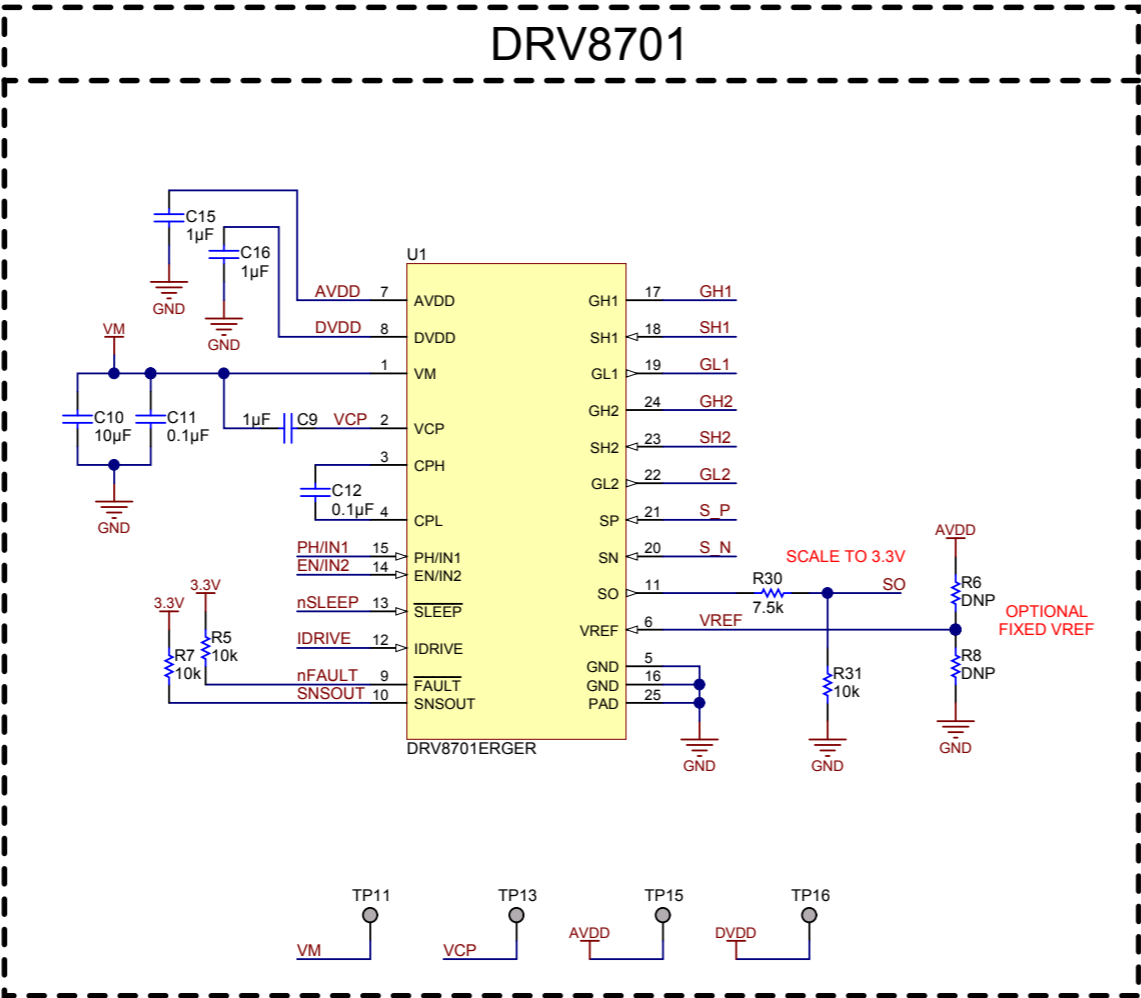 DRV8701
C15
1µF
C16
1µF
GND
GND
U1
AVDD 7 AVDD
DVDD 8 DVDD
VM
1 VM
C10
10µF
C11
0.1µF
GND
1µF C9 VCP 2 VCP
3 CPH
C12
0.1µF 4 CPL
PH/IN1 15 PH/IN1
EN/IN2 14 EN/IN2
nSLEEP 13 SLEEP
IDRIVE 12 IDRIVE
3.3V
3.3V
R7
10k
R5
10k
nFAULT 9 FAULT
SNSOUT 10 SNSOUT
DRV8701ERGER
GH1 17 GH1
SH1 18 SH1
GL1 19 GL1
GH2 24 GH2
SH2 23 SH2
GL2 22 GL2
SP 21 S_P
SN 20 S_N
SO 11
R30
7.5k
SCALE TO 3.3V
SO
VREF 6 VREF
GND 5
GND 16
PAD 25
GND
R31
10k
GND
AVDD
R6
DNP
OPTIONAL
FIXED VREF
R8
DNP
GND
TP11
VM
TP13
VCP
TP15
AVDD
TP16
DVDD